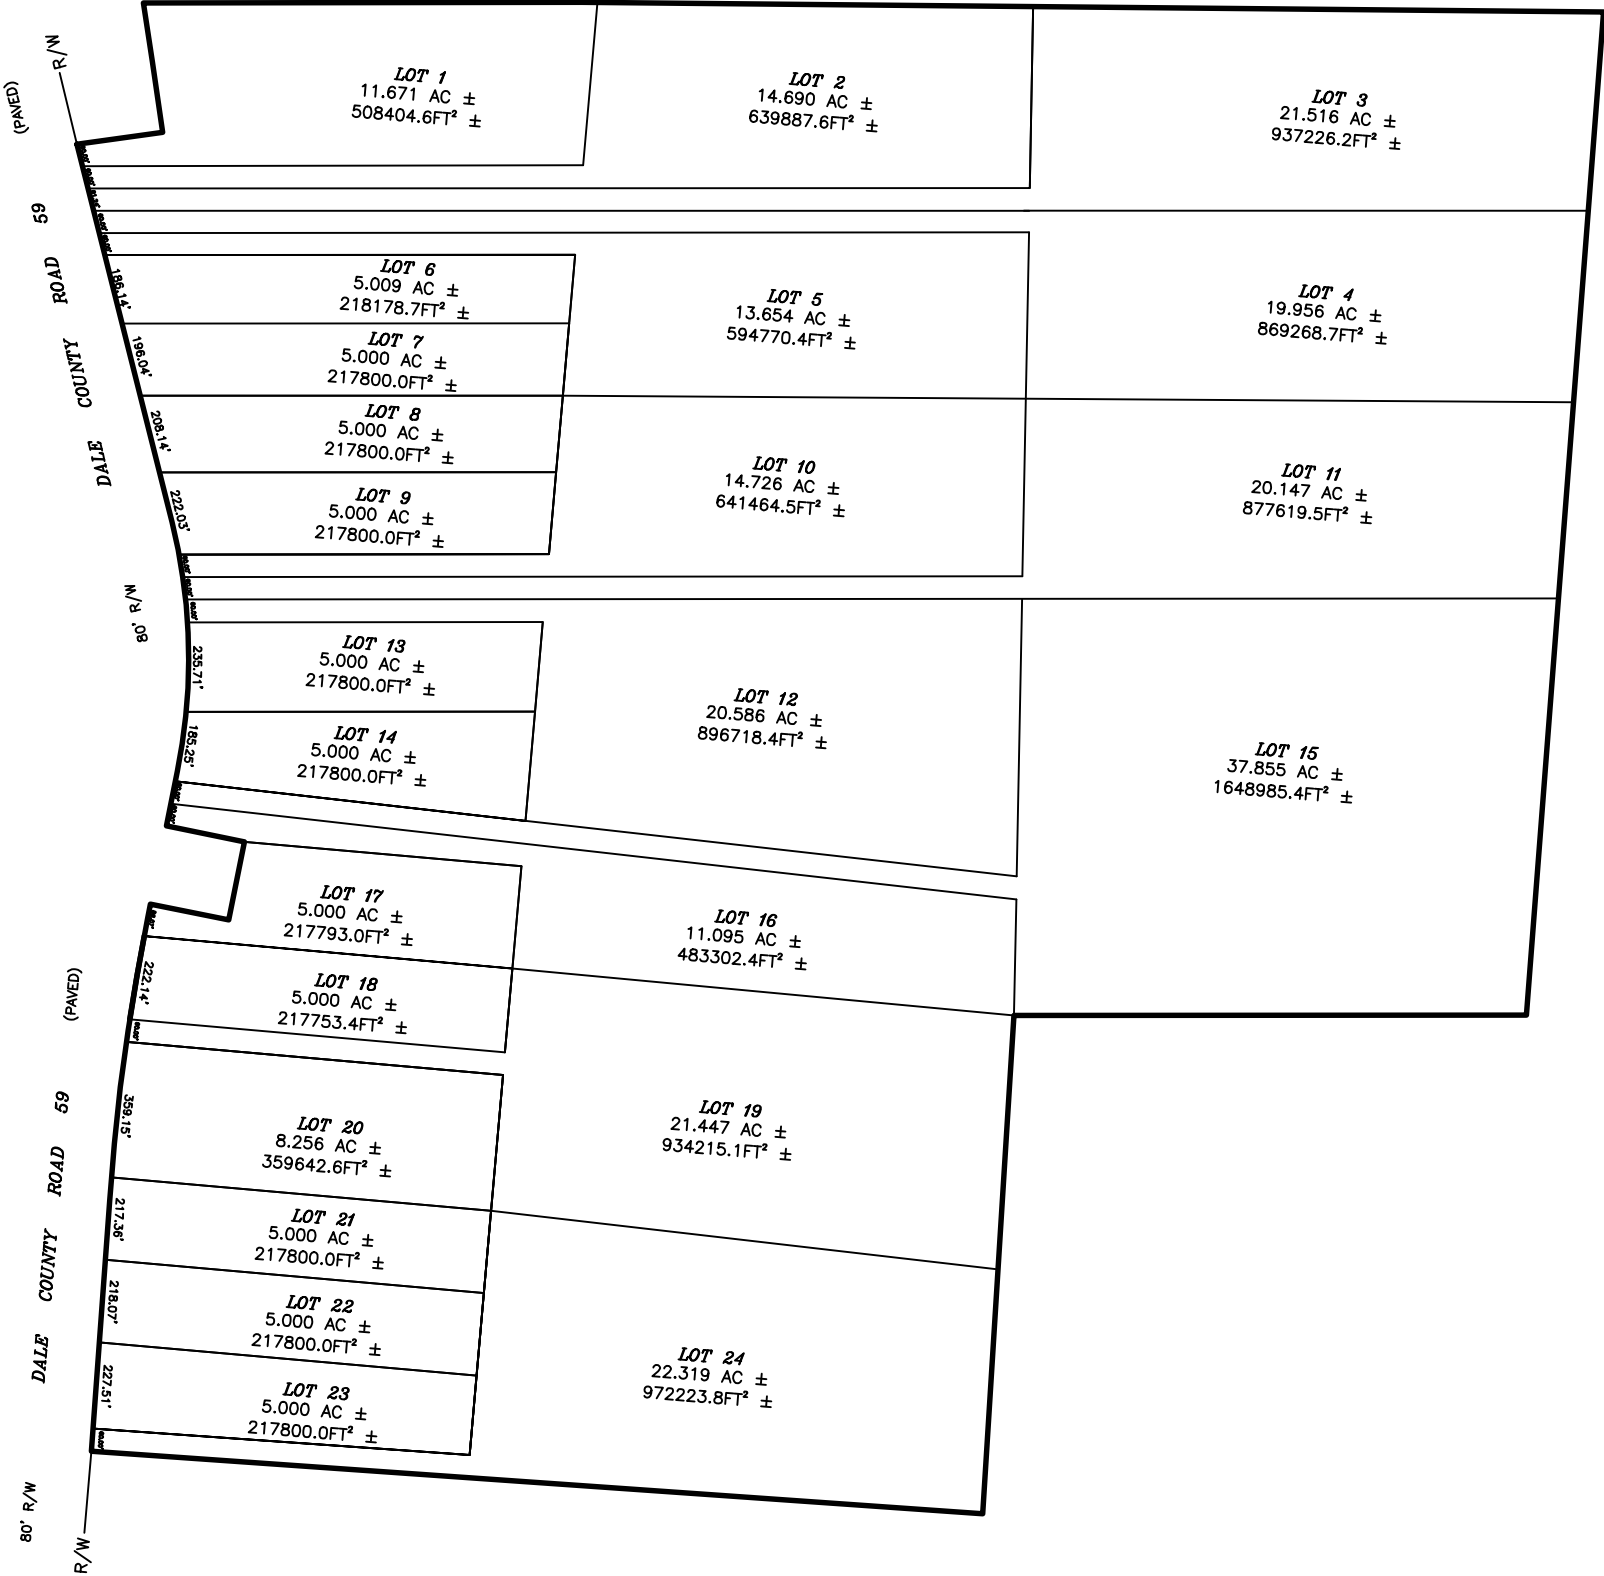 R/W
(PAVED)
DALE COUNTY ROAD 59
80' R/W
LOT 1
11.671 AC ±
508404.6FT² ±
LOT 2
14.690 AC ±
639887.6FT² ±
LOT 3
21.516 AC ±
937226.2FT² ±
LOT 4
19.956 AC ±
869268.7FT² ±
LOT 5
13.654 AC ±
594770.4FT² ±
LOT 6
5.009 AC ±
218178.7FT² ±
186.14'
LOT 7
5.000 AC ±
217800.0FT² ±
196.04'
LOT 8
5.000 AC ±
217800.0FT² ±
208.14'
LOT 9
5.000 AC ±
217800.0FT² ±
222.03'
LOT 10
14.726 AC ±
641464.5FT² ±
LOT 11
20.147 AC ±
877619.5FT² ±
LOT 12
20.586 AC ±
896718.4FT² ±
LOT 13
5.000 AC ±
217800.0FT² ±
235.71'
LOT 14
5.000 AC ±
217800.0FT² ±
185.25'
LOT 15
37.855 AC ±
1648985.4FT² ±
LOT 16
11.095 AC ±
483302.4FT² ±
LOT 17
5.000 AC ±
217793.0FT² ±
LOT 18
5.000 AC ±
217753.4FT² ±
222.14'
LOT 19
21.447 AC ±
934215.1FT² ±
LOT 20
8.256 AC ±
359642.6FT² ±
359.15'
LOT 21
5.000 AC ±
217800.0FT² ±
217.36'
LOT 22
5.000 AC ±
217800.0FT² ±
218.07'
LOT 23
5.000 AC ±
217800.0FT² ±
227.51'
LOT 24
22.319 AC ±
972223.8FT² ±
(PAVED)
DALE COUNTY ROAD 59
80' R/W
R/W